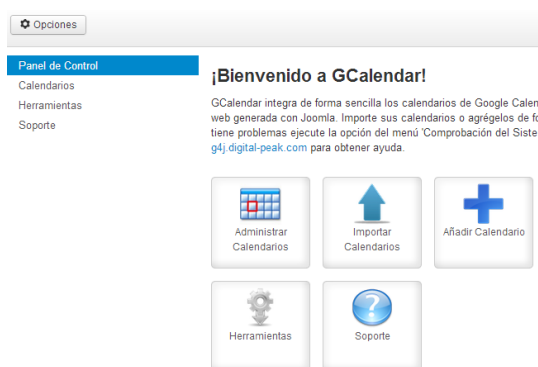 Opciones
Panel de Control
Calendarios
Herramientas
Soporte
¡Bienvenido a GCalendar!
GCalendar integra de forma sencilla los calendarios de Google Calen
web generada con Joomla. Importe sus calendarios o agrégelos de fo
tiene problemas ejecute la opción del menú 'Comprobación del Siste
g4j.digital-peak.com para obtener ayuda.
Administrar
Calendarios
Importar
Calendarios
Añadir Calendario
Herramientas
Soporte